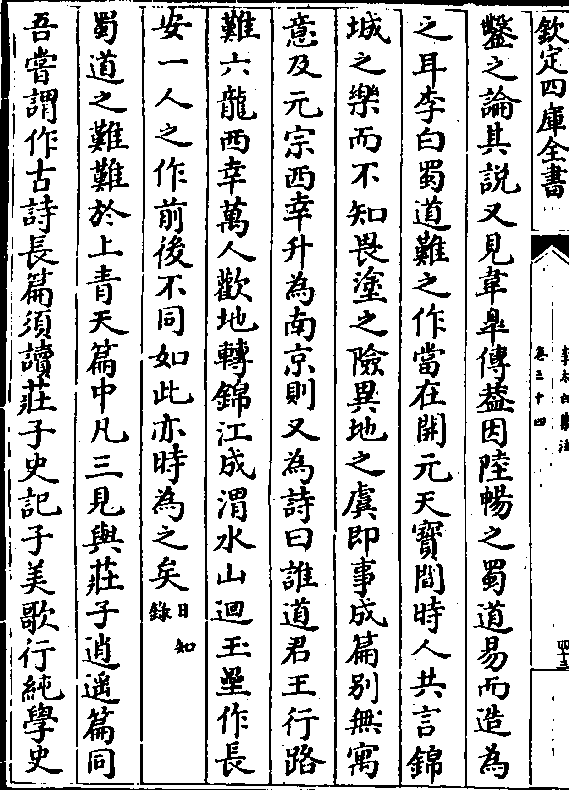 欽定四庫全書
李太白集注
卷三十四
鑿之論其說又見韋臯傳蓋因陸暢之蜀道易而造為
之耳李白蜀道難之作當在開元天寶間時人共言錦
城之樂而不知畏塗之險異地之虞即事成篇別無寓
意及元宗西幸升為南京則又為詩曰誰道君王行路
難六龍西幸萬人歡地轉錦江成渭水山迴玉壘作長
安一人之作前後不同如此亦時為之矣日知錄
蜀道之難難於上青天篇中凡三見與莊子逍遙篇同
吾嘗謂作古詩長篇須讀莊子史記子美歌行純學史